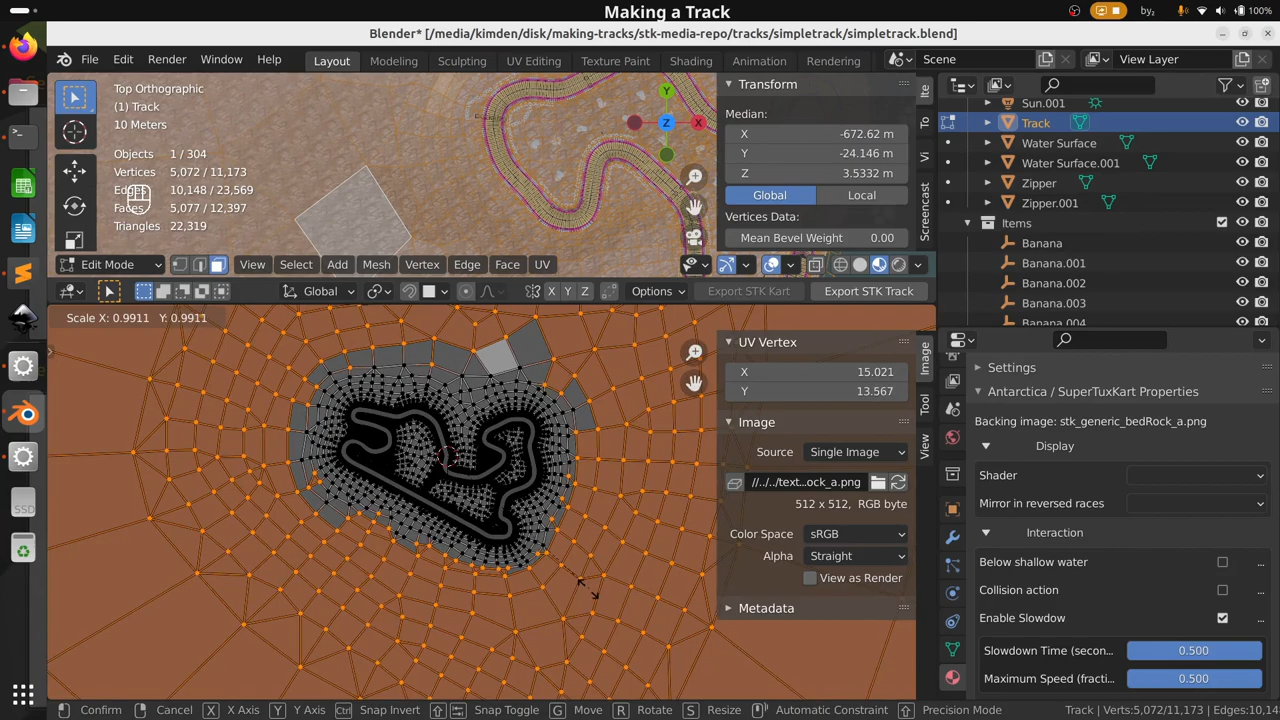 Making a Track
by₂
100%
Blender* [/media/kimden/disk/making-tracks/stk-media-repo/tracks/simpletrack/simpletrack.blend]
File Edit Render Window Help Layout Modeling Sculpting UV Editing Texture Paint Shading Animation Rendering Scene View Layer
Top Orthographic
(1) Track
10 Meters
Objects 1 / 304
Vertices 5,072 / 11,173
Edges 10,148 / 23,569
Faces 5,077 / 12,397
Triangles 22,319
Transform
Median:
X -672.62 m
Y -24.146 m
Z 3.5332 m
Global Local
Vertices Data:
Mean Bevel Weight 0.00
Y
Z X
Ite
To
Vi
Screencast
Edit Mode View Select Add Mesh Vertex Edge Face UV
Global X Y Z Options Export STK Kart Export STK Track
Sun.001
Track
Water Surface
Water Surface.001
Zipper
Zipper.001
Items
Banana
Banana.001
Banana.002
Banana.003
Banana.004
Scale X: 0.9911 Y: 0.9911
UV Vertex
X 15.021
Y 13.567
Image
Source Single Image
//../../text...ock_a.png
512 x 512, RGB byte
Color Space sRGB
Alpha Straight
View as Render
Metadata
Image
Tool
View
Settings
Antarctica / SuperTuxKart Properties
Backing image: stk_generic_bedRock_a.png
Display
Shader
Mirror in reversed races
Interaction
Below shallow water
Collision action ...
Enable Slowdow ...
Slowdown Time (secon... 0.500
Maximum Speed (fracti... 0.500
SSD
Confirm Cancel X X Axis Y Y Axis Ctrl Snap Invert Snap Toggle G Move R Rotate S Resize Automatic Constraint Precision Mode Track | Verts:5,072/11,173 | Edges:10,14